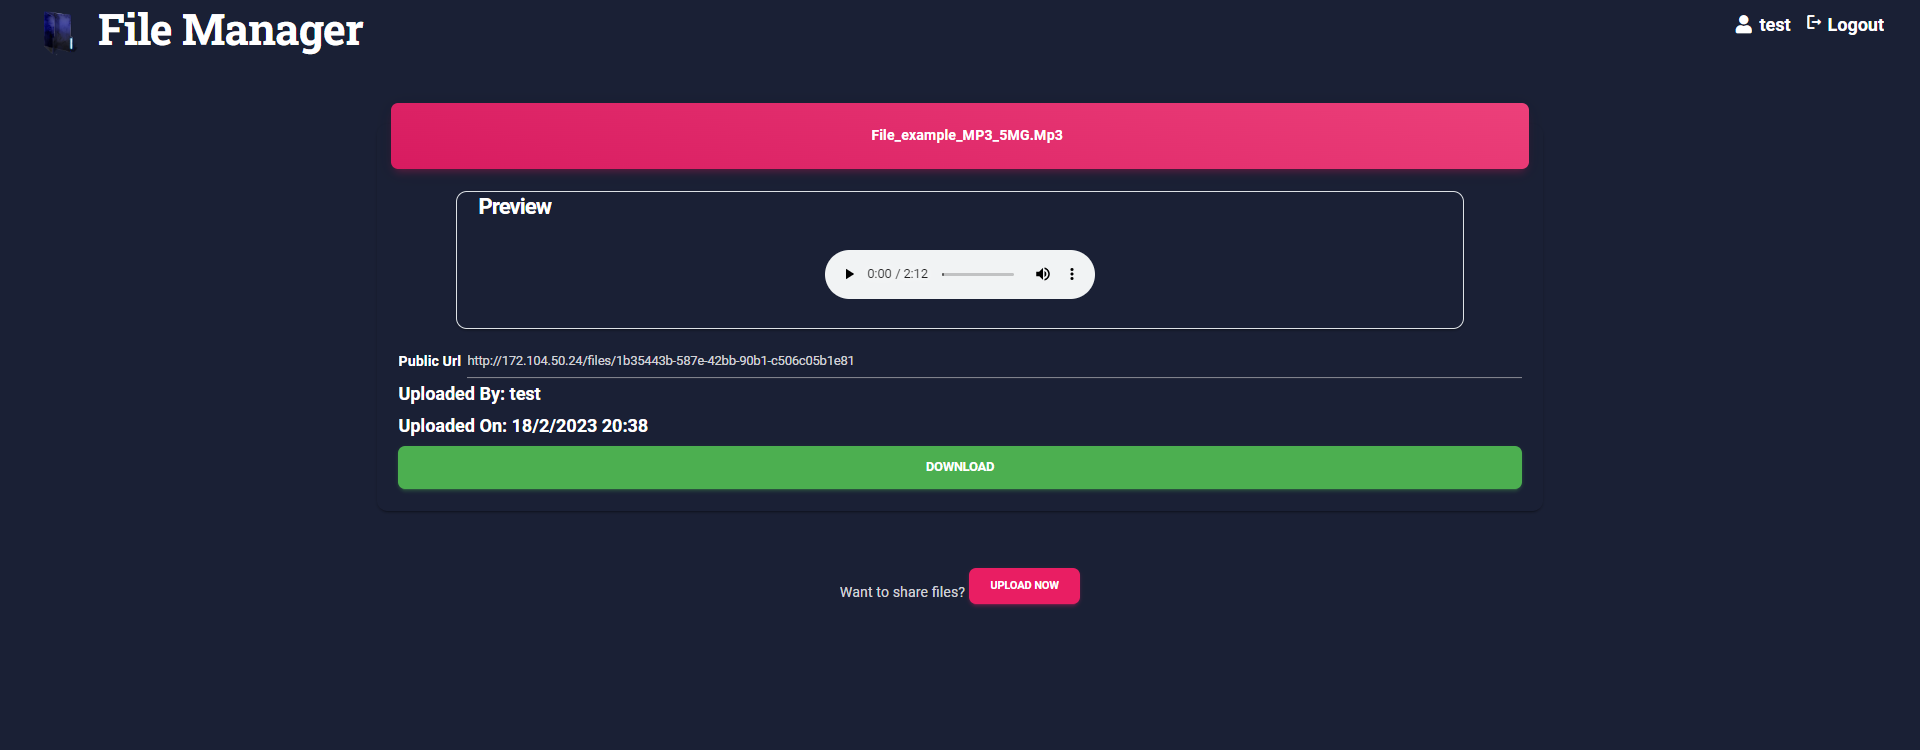 File Manager
test Logout
File_example_MP3_5MG.Mp3
Preview
0:00 / 2:12
Public Url http://172.104.50.24/files/1b35443b-587e-42bb-90b1-c506c05b1e81
Uploaded By: test
Uploaded On: 18/2/2023 20:38
DOWNLOAD
Want to share files? UPLOAD NOW